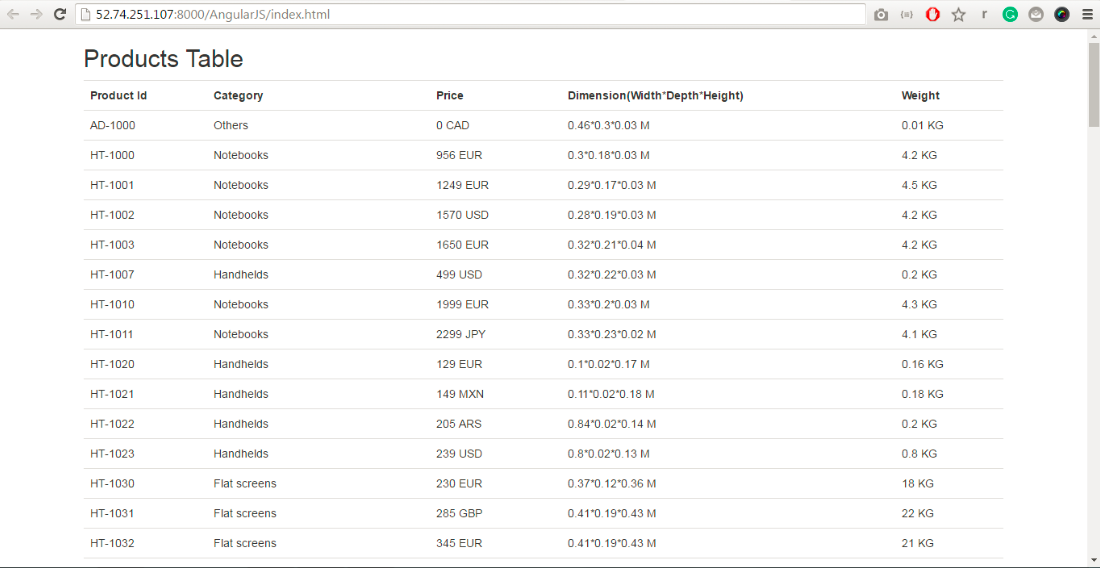 52.74.251.107:8000/AngularJS/index.html
Products Table
Product Id Category Price Dimension(Width*Depth*Height) Weight
AD-1000 Others 0 CAD 0.46*0.3*0.03 M 0.01 KG
HT-1000 Notebooks 956 EUR 0.3*0.18*0.03 M 4.2 KG
HT-1001 Notebooks 1249 EUR 0.29*0.17*0.03 M 4.5 KG
HT-1002 Notebooks 1570 USD 0.28*0.19*0.03 M 4.2 KG
HT-1003 Notebooks 1650 EUR 0.32*0.21*0.04 M 4.2 KG
HT-1007 Handhelds 499 USD 0.32*0.22*0.03 M 0.2 KG
HT-1010 Notebooks 1999 EUR 0.33*0.2*0.03 M 4.3 KG
HT-1011 Notebooks 2299 JPY 0.33*0.23*0.02 M 4.1 KG
HT-1020 Handhelds 129 EUR 0.1*0.02*0.17 M 0.16 KG
HT-1021 Handhelds 149 MXN 0.11*0.02*0.18 M 0.18 KG
HT-1022 Handhelds 205 ARS 0.84*0.02*0.14 M 0.2 KG
HT-1023 Handhelds 239 USD 0.8*0.02*0.13 M 0.8 KG
HT-1030 Flat screens 230 EUR 0.37*0.12*0.36 M 18 KG
HT-1031 Flat screens 285 GBP 0.41*0.19*0.43 M 22 KG
HT-1032 Flat screens 345 EUR 0.41*0.19*0.43 M 21 KG